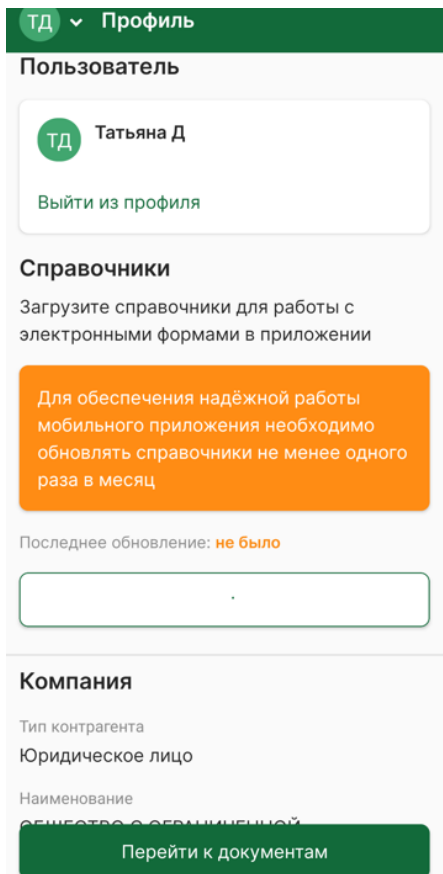 ТД Профиль
Пользователь
ТД Татьяна Д
Выйти из профиля
Справочники
Загрузите справочники для работы с
электронными формами в приложении
Для обеспечения надёжной работы
мобильного приложения необходимо
обновлять справочники не менее одного
раза в месяц
Последнее обновление: не было
.
Компания
Тип контрагента
Юридическое лицо
Наименование
ОБЩЕСТВО С ОГРАНИЧЕННОЙ
Перейти к документам